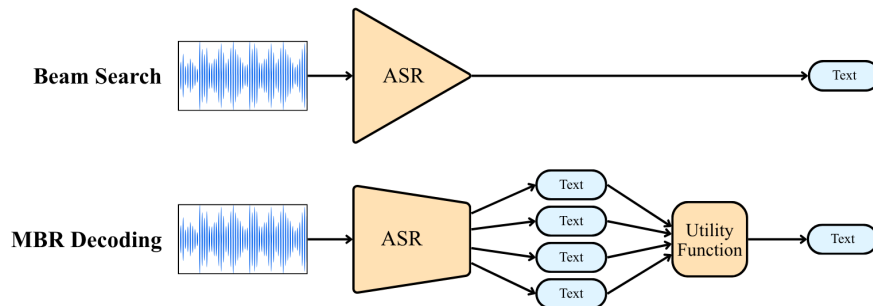 Beam Search
ASR
Text
MBR Decoding
ASR
Text
Text
Text
Text
Utility
Function
Text